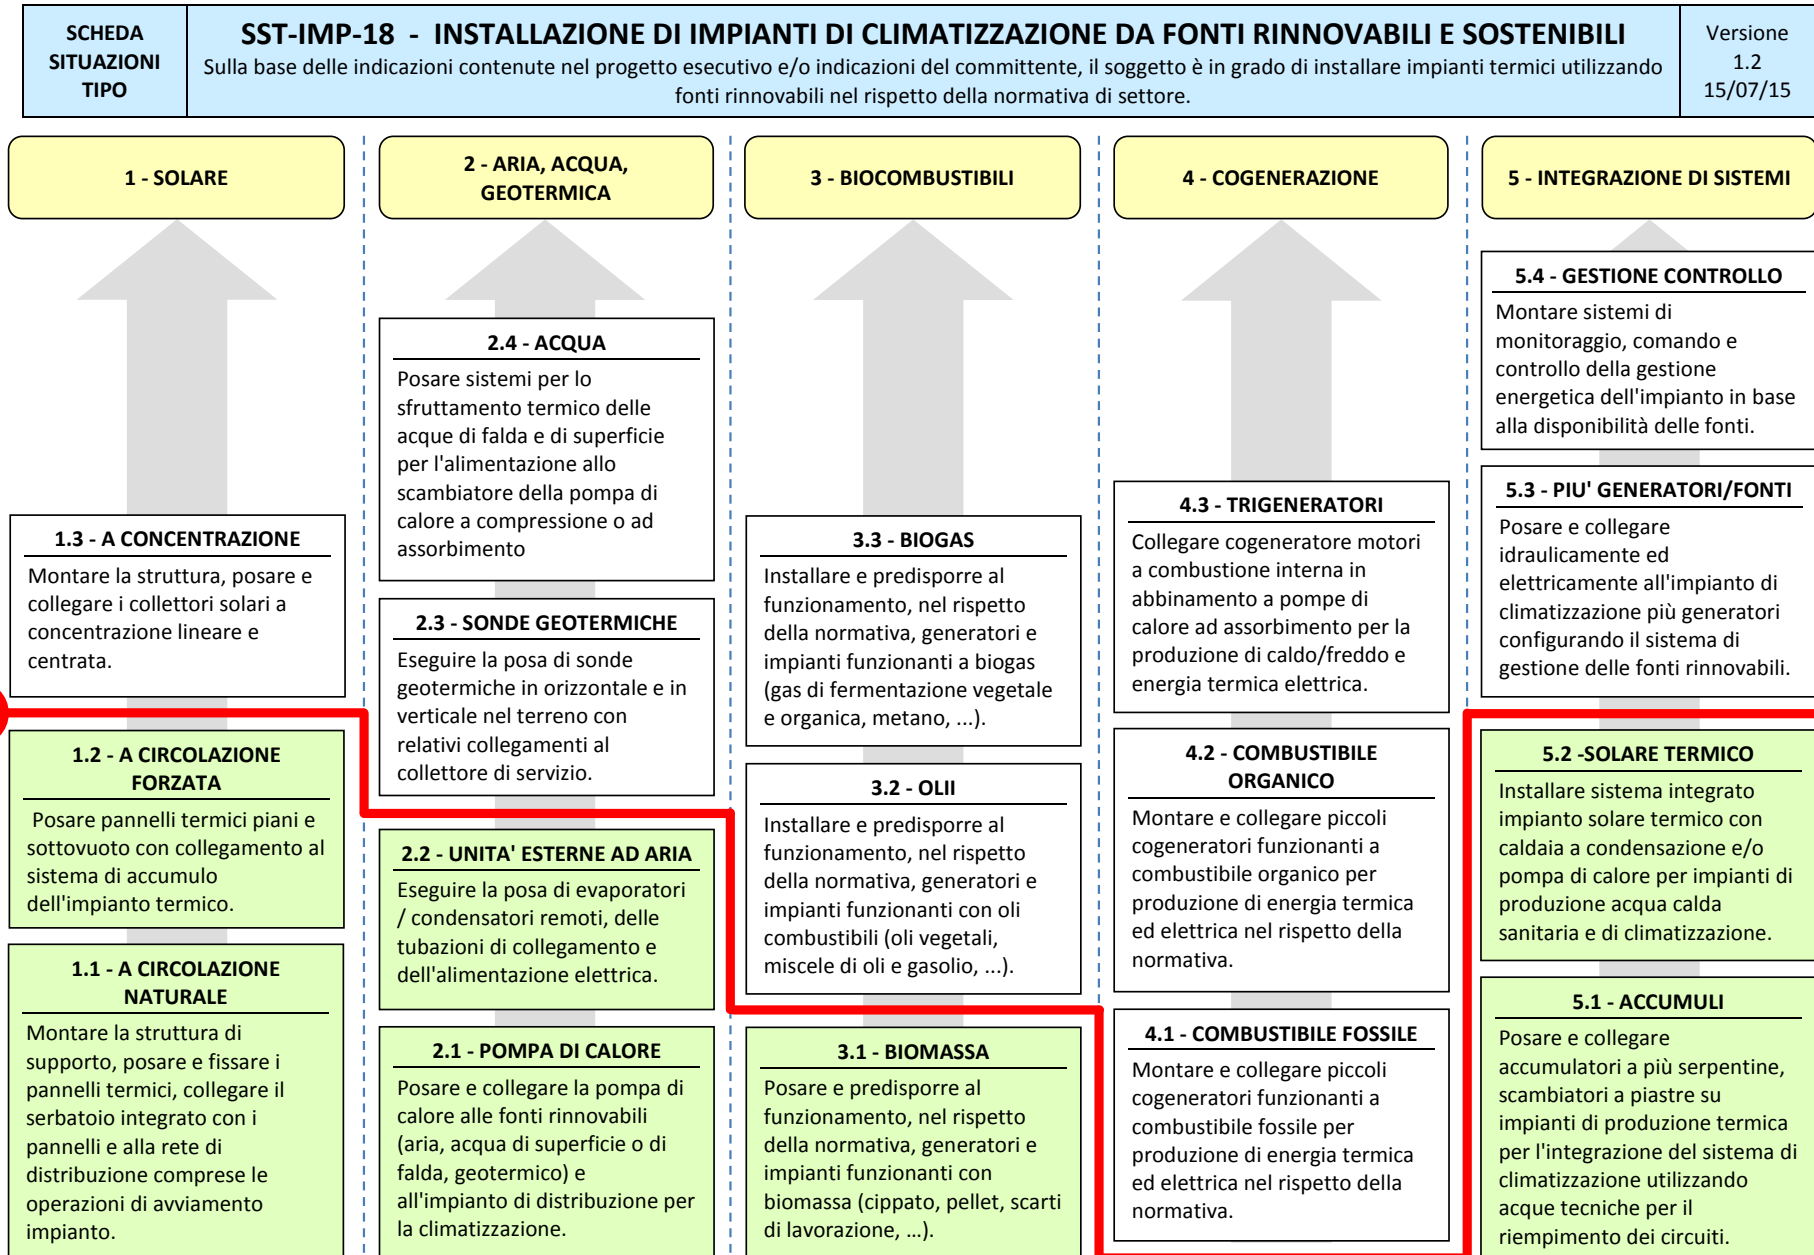 SCHEDA
SITUAZIONI
TIPO
SST-IMP-18 - INSTALLAZIONE DI IMPIANTI DI CLIMATIZZAZIONE DA FONTI RINNOVABILI E SOSTENIBILI
Sulla base delle indicazioni contenute nel progetto esecutivo e/o indicazioni del committente, il soggetto è in grado di installare impianti termici utilizzando
fonti rinnovabili nel rispetto della normativa di settore.
Versione
1.2
15/07/15
1 - SOLARE
1.3 - A CONCENTRAZIONE
Montare la struttura, posare e
collegare i collettori solari a
concentrazione lineare e
centrata.
1.2 - A CIRCOLAZIONE
FORZATA
Posare pannelli termici piani e
sottovuoto con collegamento al
sistema di accumulo
dell'impianto termico.
1.1 - A CIRCOLAZIONE
NATURALE
Montare la struttura di
supporto, posare e fissare i
pannelli termici, collegare il
serbatoio integrato con i
pannelli e alla rete di
distribuzione comprese le
operazioni di avviamento
impianto.
2 - ARIA, ACQUA,
GEOTERMICA
2.4 - ACQUA
Posare sistemi per lo
sfruttamento termico delle
acque di falda e di superficie
per l'alimentazione allo
scambiatore della pompa di
calore a compressione o ad
assorbimento
2.3 - SONDE GEOTERMICHE
Eseguire la posa di sonde
geotermiche in orizzontale e in
verticale nel terreno con
relativi collegamenti al
collettore di servizio.
2.2 - UNITA' ESTERNE AD ARIA
Eseguire la posa di evaporatori
/ condensatori remoti, delle
tubazioni di collegamento e
dell'alimentazione elettrica.
2.1 - POMPA DI CALORE
Posare e collegare la pompa di
calore alle fonti rinnovabili
(aria, acqua di superficie o di
falda, geotermico) e
all'impianto di distribuzione per
la climatizzazione.
3 - BIOCOMBUSTIBILI
3.3 - BIOGAS
Installare e predisporre al
funzionamento, nel rispetto
della normativa, generatori e
impianti funzionanti a biogas
(gas di fermentazione vegetale
e organica, metano, ...).
3.2 - OLII
Installare e predisporre al
funzionamento, nel rispetto
della normativa, generatori e
impianti funzionanti con oli
combustibili (oli vegetali,
miscele di oli e gasolio, ...).
3.1 - BIOMASSA
Posare e predisporre al
funzionamento, nel rispetto
della normativa, generatori e
impianti funzionanti con
biomassa (cippato, pellet, scarti
di lavorazione, ...).
4 - COGENERAZIONE
4.3 - TRIGENERATORI
Collegare cogeneratore motori
a combustione interna in
abbinamento a pompe di
calore ad assorbimento per la
produzione di caldo/freddo e
energia termica elettrica.
4.2 - COMBUSTIBILE
ORGANICO
Montare e collegare piccoli
cogeneratori funzionanti a
combustibile organico per
produzione di energia termica
ed elettrica nel rispetto della
normativa.
4.1 - COMBUSTIBILE FOSSILE
Montare e collegare piccoli
cogeneratori funzionanti a
combustibile fossile per
produzione di energia termica
ed elettrica nel rispetto della
normativa.
5 - INTEGRAZIONE DI SISTEMI
5.4 - GESTIONE CONTROLLO
Montare sistemi di
monitoraggio, comando e
controllo della gestione
energetica dell'impianto in base
alla disponibilità delle fonti.
5.3 - PIU' GENERATORI/FONTI
Posare e collegare
idraulicamente ed
elettricamente all'impianto di
climatizzazione più generatori
configurando il sistema di
gestione delle fonti rinnovabili.
5.2 -SOLARE TERMICO
Installare sistema integrato
impianto solare termico con
caldaia a condensazione e/o
pompa di calore per impianti di
produzione acqua calda
sanitaria e di climatizzazione.
5.1 - ACCUMULI
Posare e collegare
accumulatori a più serpentine,
scambiatori a piastre su
impianti di produzione termica
per l'integrazione del sistema di
climatizzazione utilizzando
acque tecniche per il
riempimento dei circuiti.